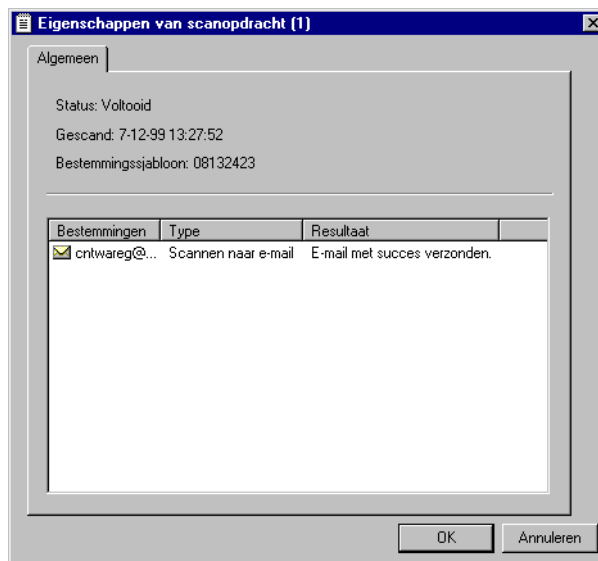 Eigenschappen van scanopdracht (1)
Algemeen
Status: Voltooid
Gescand: 7-12-99 13:27:52
Bestemmingssjabloon: 08132423
Bestemmingen Type Resultaat
cntwareg@... Scannen naar e-mail E-mail met succes verzonden.
OK Annuleren